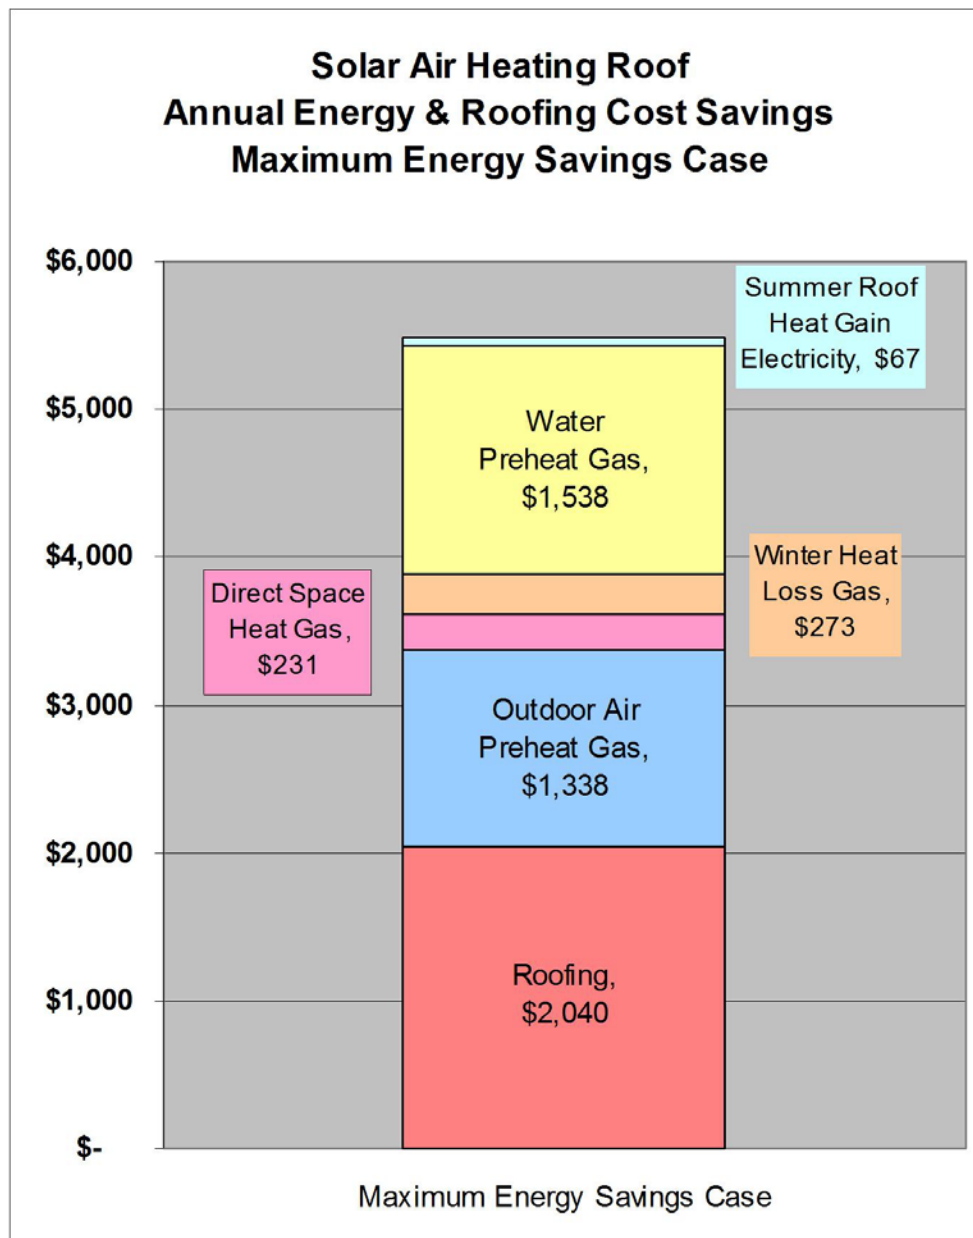 Solar Air Heating Roof
Annual Energy & Roofing Cost Savings
Maximum Energy Savings Case
$6,000
Summer Roof
Heat Gain
Electricity, $67
$5,000
Water
Preheat Gas,
$1,538
$4,000
Winter Heat
Loss Gas,
$273
Direct Space
Heat Gas,
$231
$3,000
Outdoor Air
Preheat Gas,
$1,338
$2,000
Roofing,
$2,040
$1,000
$-
Maximum Energy Savings Case